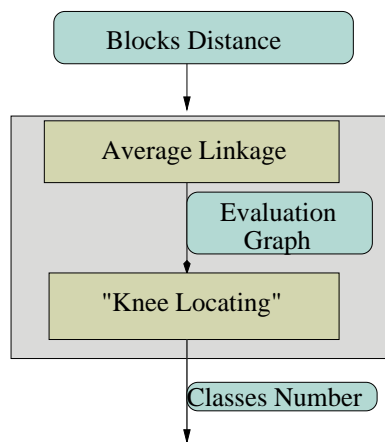 Blocks Distance
Average Linkage
Evaluation
Graph
"Knee Locating"
Classes Number